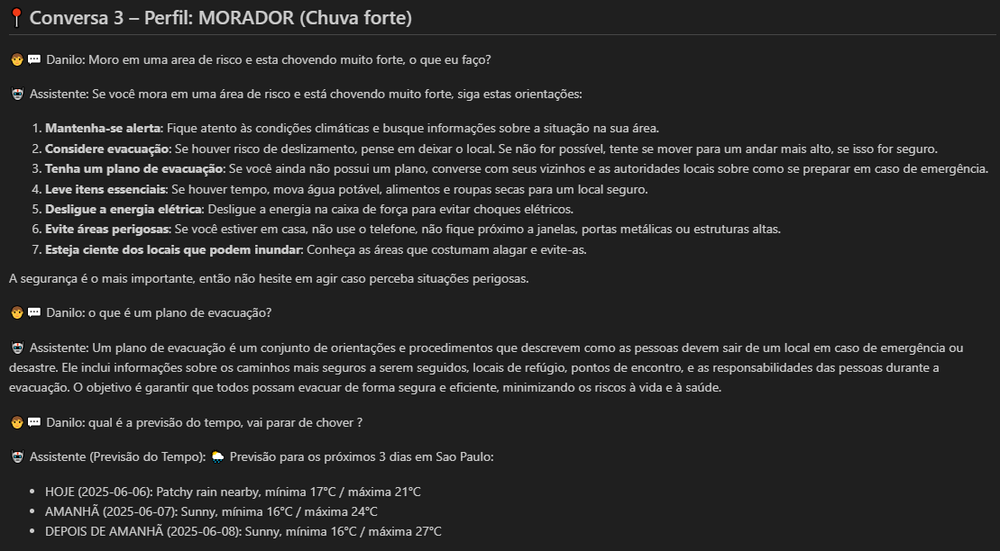 📍 Conversa 3 – Perfil: MORADOR (Chuva forte)
🧑💬 Danilo: Moro em uma area de risco e esta chovendo muito forte, o que eu faço?
🤖 Assistente: Se você mora em uma área de risco e está chovendo muito forte, siga estas orientações:
1. Mantenha-se alerta: Fique atento às condições climáticas e busque informações sobre a situação na sua área.
2. Considere evacuação: Se houver risco de deslizamento, pense em deixar o local. Se não for possível, tente se mover para um andar mais alto, se isso for seguro.
3. Tenha um plano de evacuação: Se você ainda não possui um plano, converse com seus vizinhos e as autoridades locais sobre como se preparar em caso de emergência.
4. Leve itens essenciais: Se houver tempo, mova água potável, alimentos e roupas secas para um local seguro.
5. Desligue a energia elétrica: Desligue a energia na caixa de força para evitar choques elétricos.
6. Evite áreas perigosas: Se você estiver em casa, não use o telefone, não fique próximo a janelas, portas metálicas ou estruturas altas.
7. Esteja ciente dos locais que podem inundar: Conheça as áreas que costumam alagar e evite-as.
A segurança é o mais importante, então não hesite em agir caso perceba situações perigosas.
🧑💬 Danilo: o que é um plano de evacuação?
🤖 Assistente: Um plano de evacuação é um conjunto de orientações e procedimentos que descrevem como as pessoas devem sair de um local em caso de emergência ou
desastre. Ele inclui informações sobre os caminhos mais seguros a serem seguidos, locais de refúgio, pontos de encontro, e as responsabilidades das pessoas durante a
evacuação. O objetivo é garantir que todos possam evacuar de forma segura e eficiente, minimizando os riscos à vida e à saúde.
🧑💬 Danilo: qual é a previsão do tempo, vai parar de chover ?
🤖 Assistente (Previsão do Tempo): 🌦️ Previsão para os próximos 3 dias em Sao Paulo:
• HOJE (2025-06-06): Patchy rain nearby, mínima 17°C / máxima 21°C
• AMANHÃ (2025-06-07): Sunny, mínima 16°C / máxima 24°C
• DEPOIS DE AMANHÃ (2025-06-08): Sunny, mínima 16°C / máxima 27°C